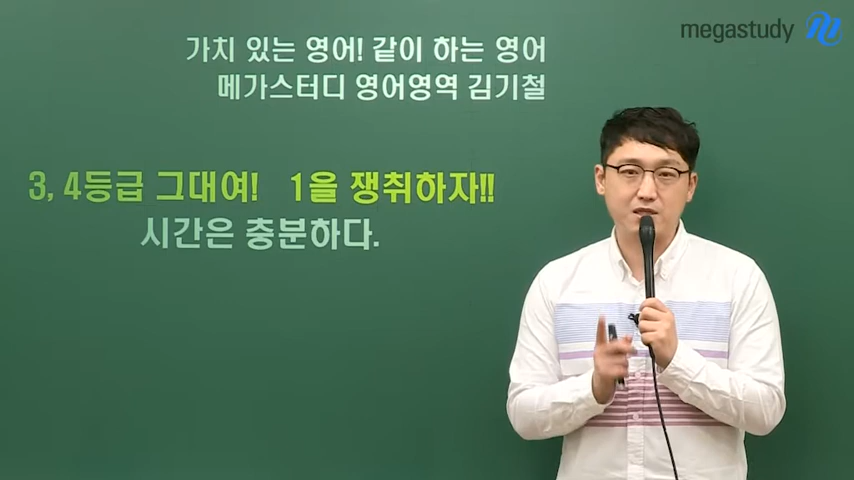 megastudy
가치 있는 영어! 같이 하는 영어
메가스터디 영어영역 김기철
3, 4등급 그대여! 1을 쟁취하자!!
시간은 충분하다.